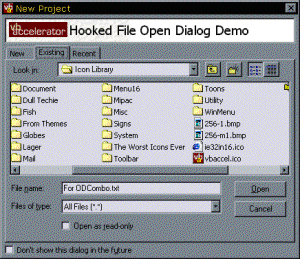 New Project
vb accelerator Hooked File Open Dialog Demo
New Existing Recent
Look in: Icon Library
Document Menu16 Toons
Dull Techie Mipac Utility
Fish Misc WinMenu
From Themes Signs 256-1.bmp
Globes System 256-m1.bmp
Lager The Worst Icons Ever ie32in16.ico
Mail Toolbar vbaccel.ico
File name: For ODCombo.txt Open
Files of type: All Files (*.*) Cancel
Open as read-only
Don't show this dialog in the future